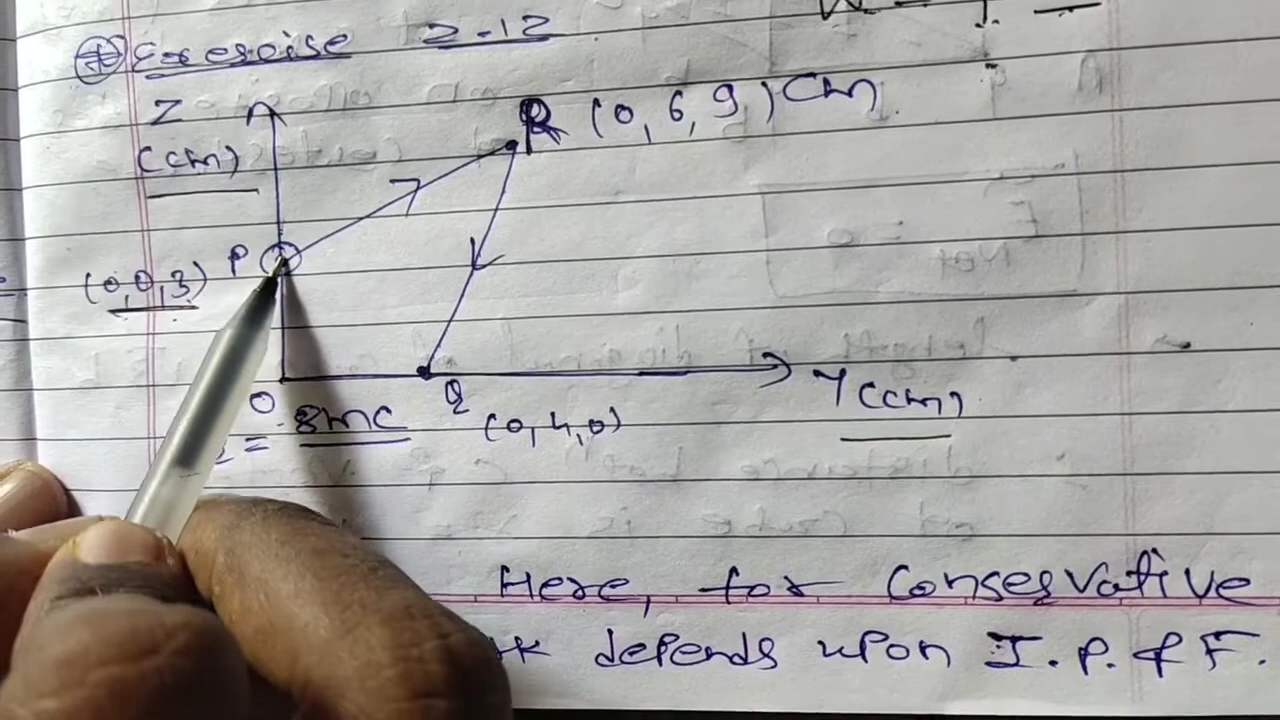 Exercise 2.12
Z
(cm)
R (0, 6, 9) cm
P
(0, 0, 3)
O
8mc
Q
(0, 4, 0)
Y (cm)
Here, for conservative
depends upon I.P. & F.